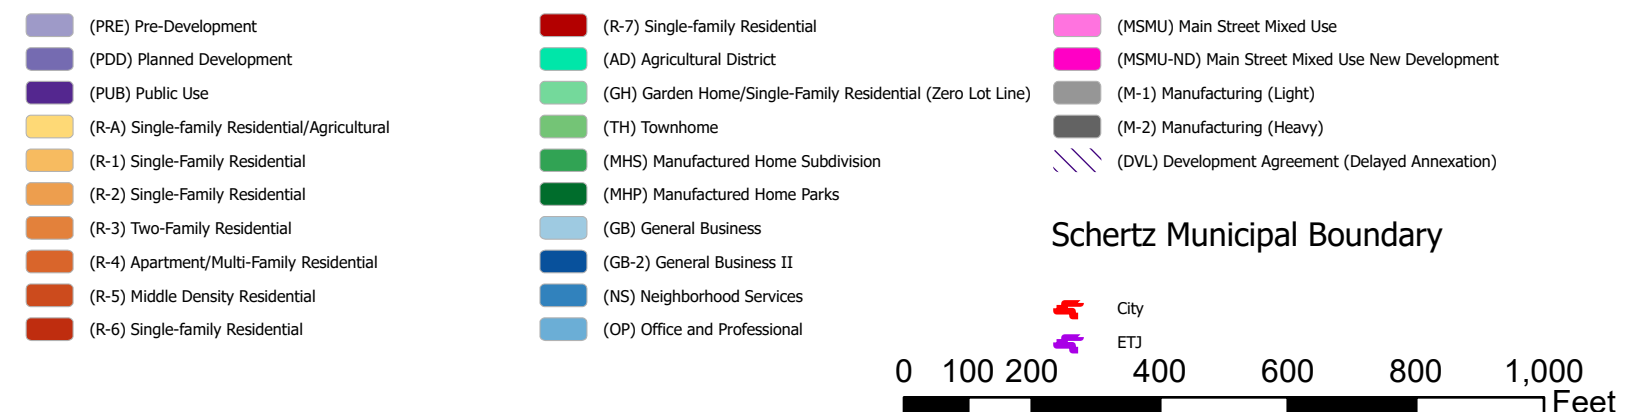 (PRE) Pre-Development
(PDD) Planned Development
(PUB) Public Use
(R-A) Single-family Residential/Agricultural
(R-1) Single-Family Residential
(R-2) Single-Family Residential
(R-3) Two-Family Residential
(R-4) Apartment/Multi-Family Residential
(R-5) Middle Density Residential
(R-6) Single-family Residential
(R-7) Single-family Residential
(AD) Agricultural District
(GH) Garden Home/Single-Family Residential (Zero Lot Line)
(TH) Townhome
(MHS) Manufactured Home Subdivision
(MHP) Manufactured Home Parks
(GB) General Business
(GB-2) General Business II
(NS) Neighborhood Services
(OP) Office and Professional
(MSMU) Main Street Mixed Use
(MSMU-ND) Main Street Mixed Use New Development
(M-1) Manufacturing (Light)
(M-2) Manufacturing (Heavy)
(DVL) Development Agreement (Delayed Annexation)
Schertz Municipal Boundary
City
ETJ
0 100 200 400 600 800 1,000
Feet